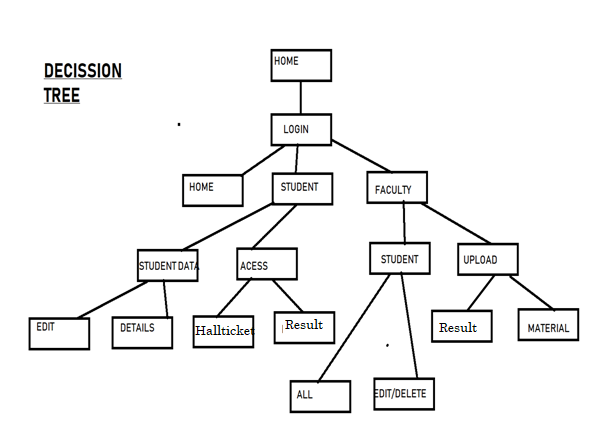 DECISSION
TREE
HOME
LOGIN
HOME
STUDENT
FACULTY
STUDENT DATA
ACESS
STUDENT
UPLOAD
EDIT
DETAILS
Hallticket
Result
Result
MATERIAL
ALL
EDIT/DELETE